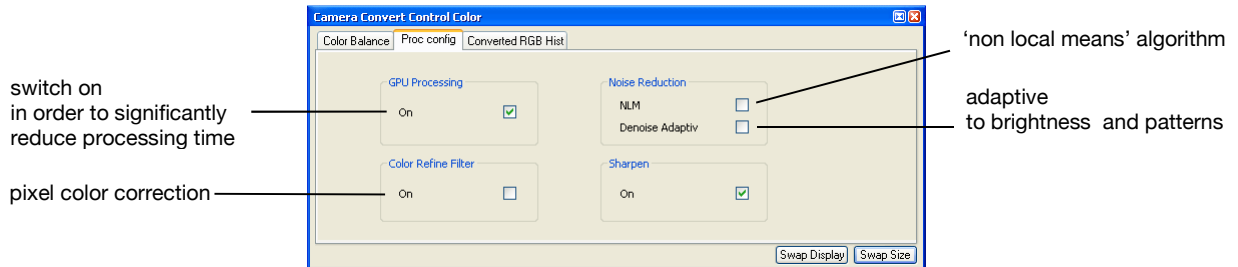 Camera Convert Control Color
Color Balance Proc config Converted RGB Hist
switch on
in order to significantly
reduce processing time
GPU Processing
On
Noise Reduction
NLM
Denoise Adaptiv
'non local means' algorithm
adaptive
to brightness and patterns
pixel color correction
Color Refine Filter
On
Sharpen
On
Swap Display Swap Size